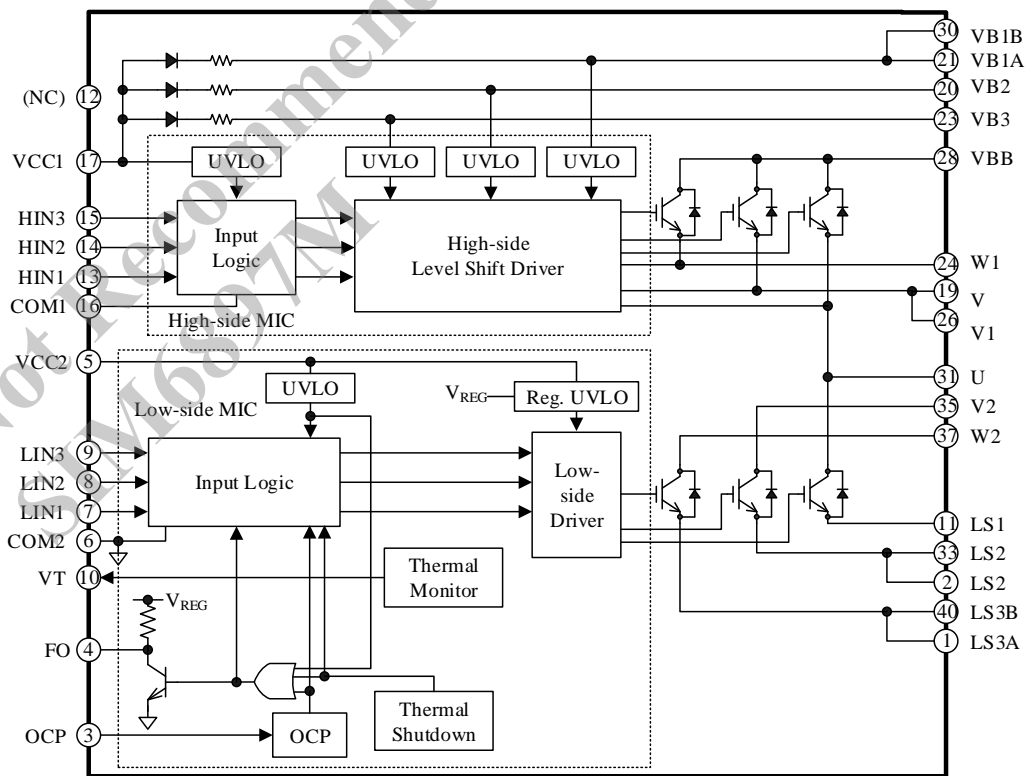 Not Recommen
SIM6897M
30 VB1B
21 VB1A
(NC) 12
20 VB2
23 VB3
VCC1 17
UVLO
UVLO
UVLO
UVLO
28 VBB
HIN3 15
HIN2 14
HIN1 13
COM1 16
Input
Logic
High-side
Level Shift Driver
High-side MIC
24 W1
19 V
26 V1
VCC2 5
UVLO
Low-side MIC
VREG
Reg. UVLO
31 U
35 V2
37 W2
LIN3 9
LIN2 8
LIN1 7
COM2 6
Input Logic
Low-
side
Driver
11 LS1
33 LS2
2 LS2
40 LS3B
1 LS3A
VT 10
Thermal
Monitor
VREG
FO 4
Thermal
Shutdown
OCP 3
OCP